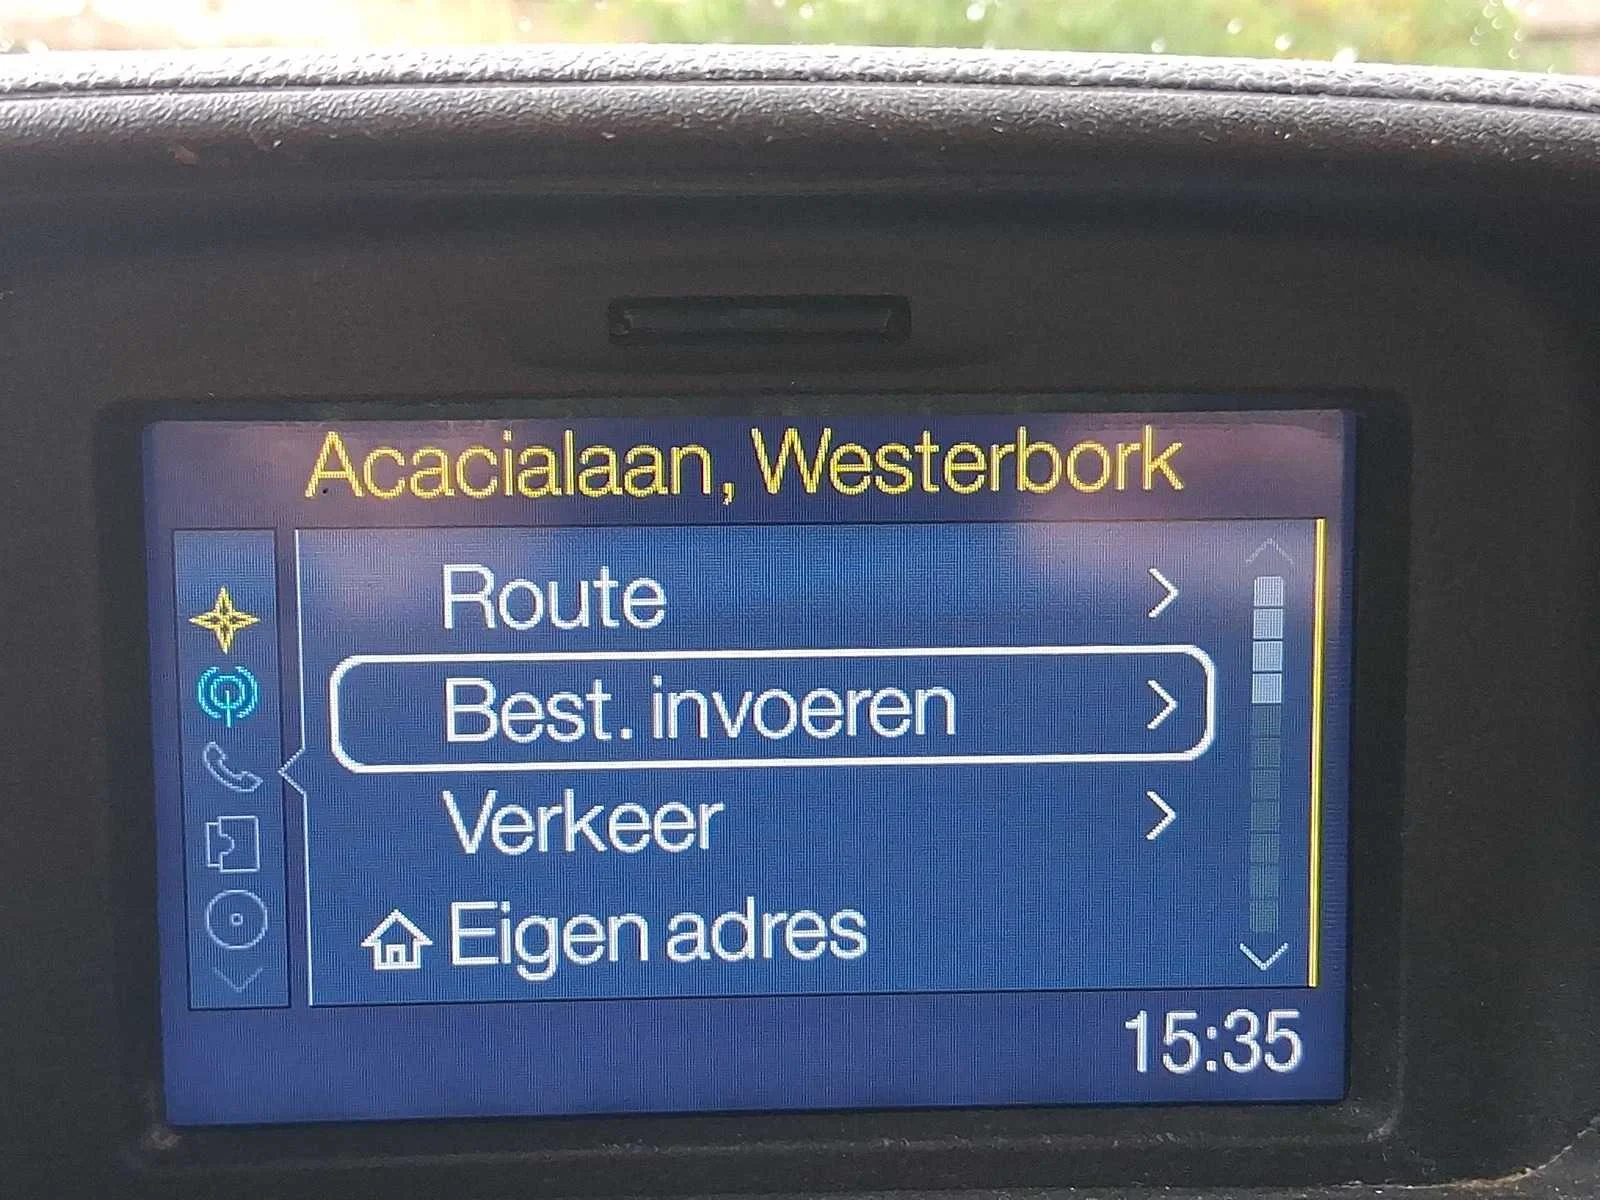 Acacialaan, Westerbork
Route
Best. invoeren
Verkeer
Eigen adres
15:35